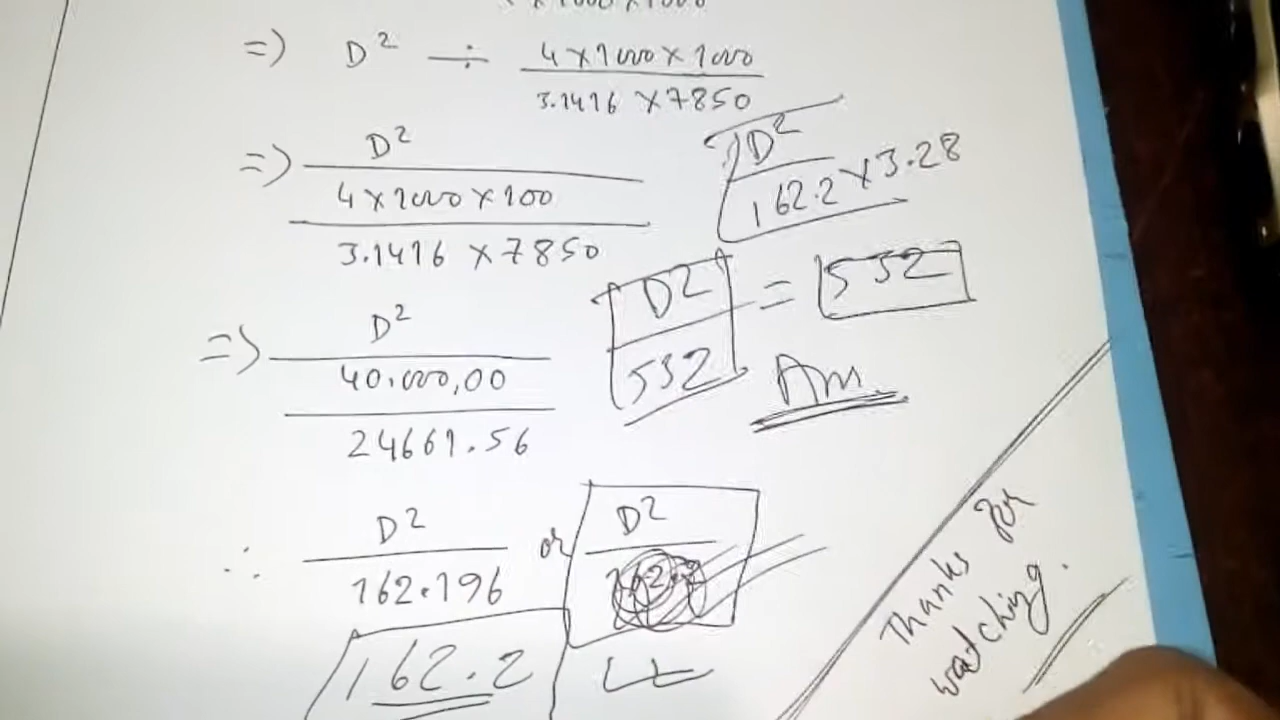 =) D² ÷ 4×1000×1000
3.1416 ×7850
=) D²
4×1000×100
3.1416 ×7850
D²
162.2×3.28
=) D²
40.000,00
24661.56
D² = 532
532
Am
∴ D² or D²
162.196
162.2
Thanks for
watching.